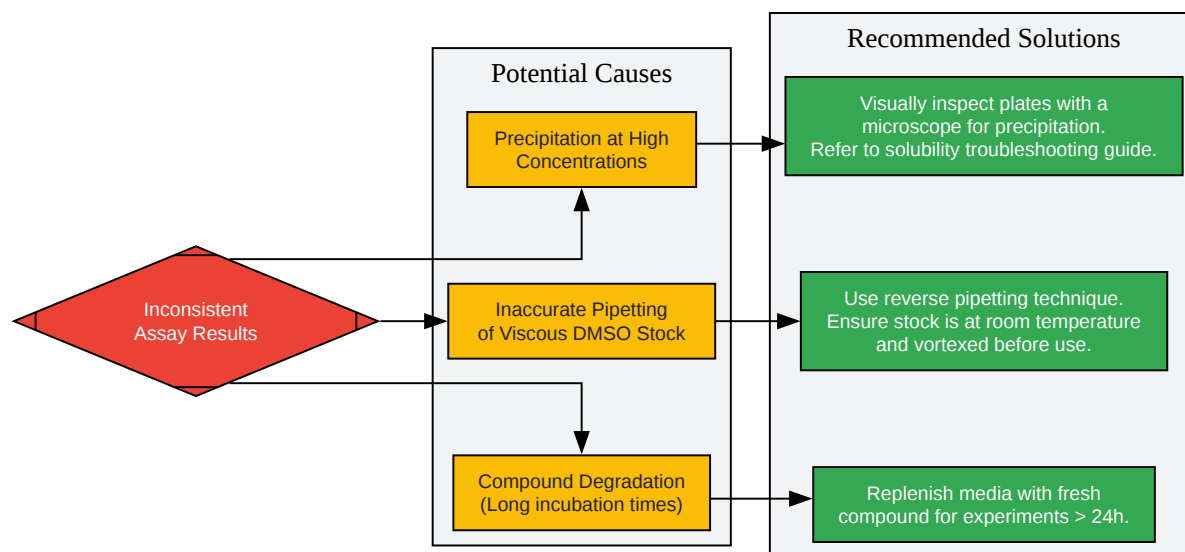 Inconsistent
Assay Results
Potential Causes
Precipitation at High
Concentrations
Inaccurate Pipetting
of Viscous DMSO Stock
Compound Degradation
(Long incubation times)
Recommended Solutions
Visually inspect plates with a
microscope for precipitation.
Refer to solubility troubleshooting guide.
Use reverse pipetting technique.
Ensure stock is at room temperature
and vortexed before use.
Replenish media with fresh
compound for experiments > 24h.